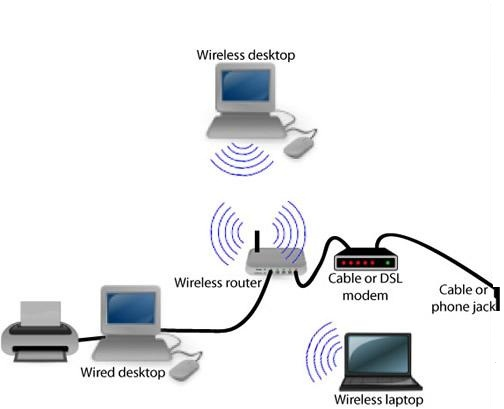 Wireless desktop
Wireless router
Cable or DSL
modem
Cable or
phone jack
Wired desktop
Wireless laptop